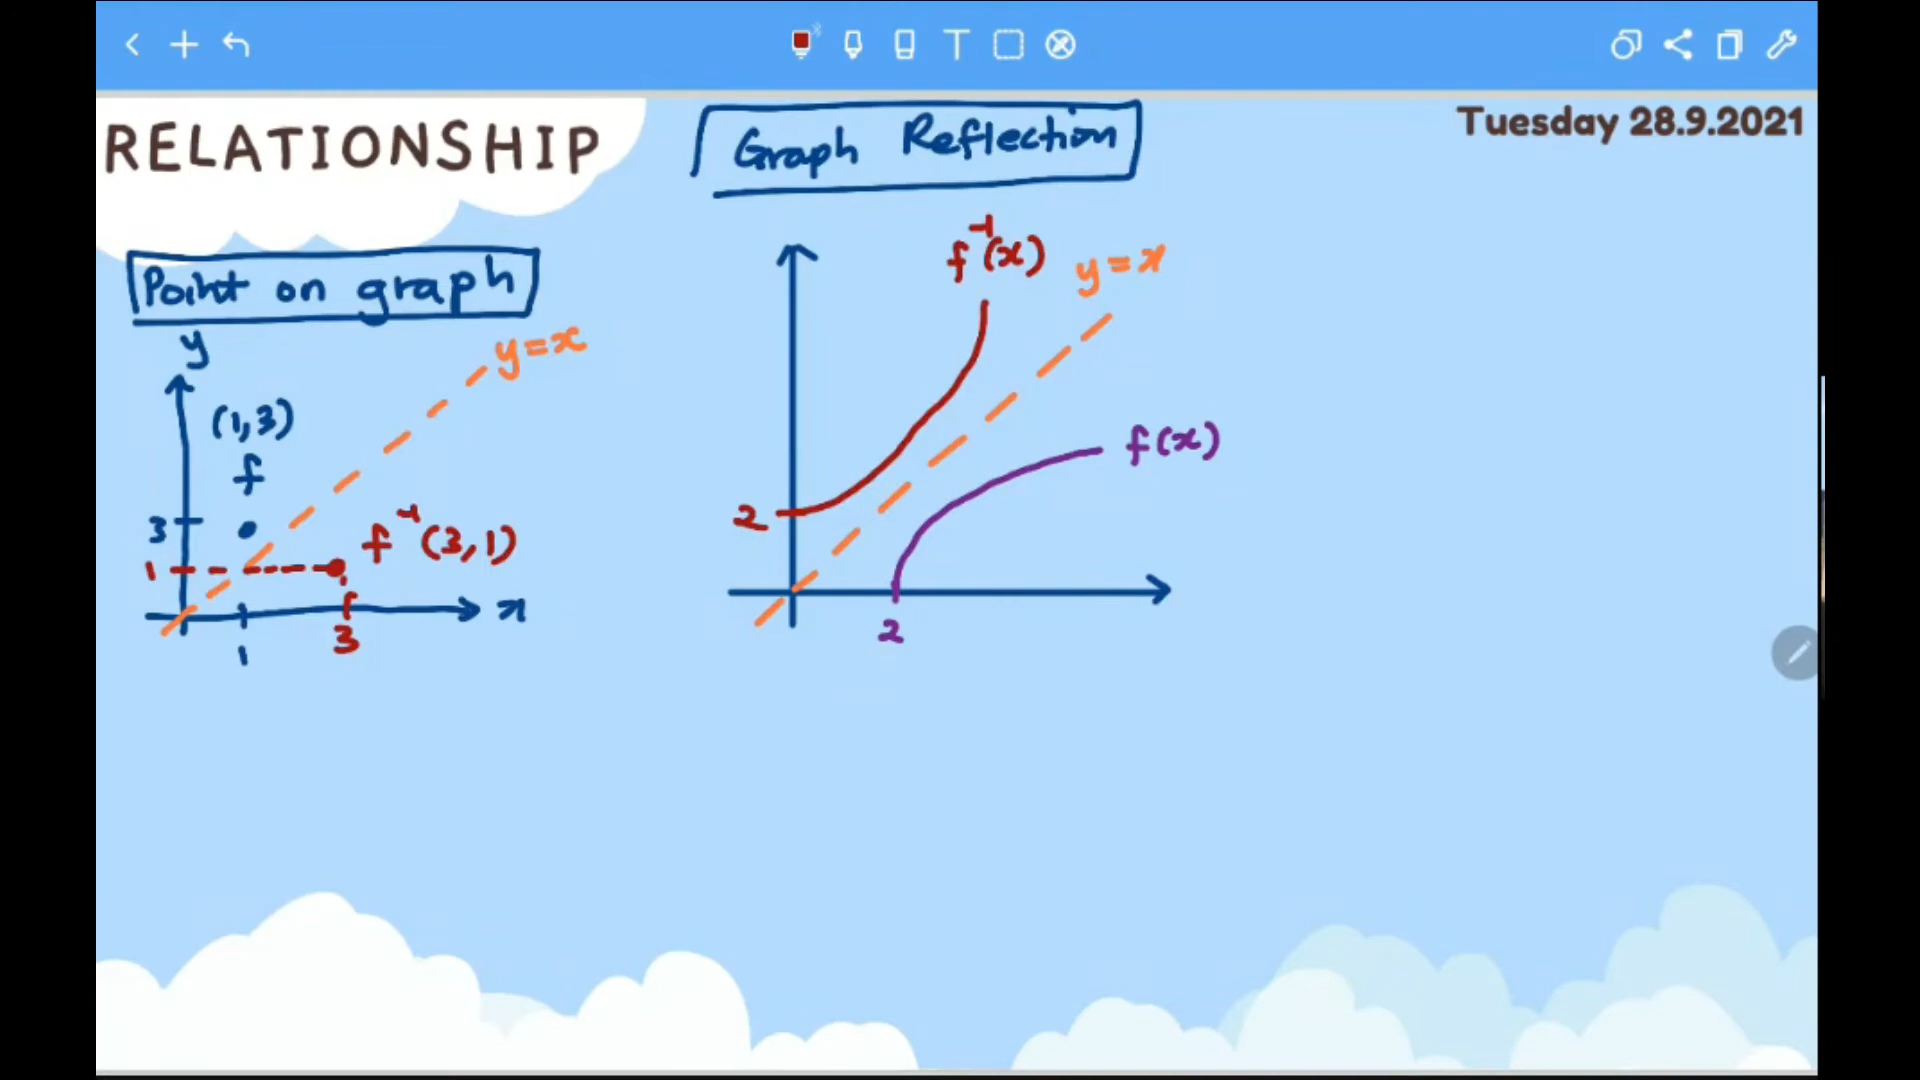 RELATIONSHIP
Graph Reflection
Tuesday 28.9.2021
Point on graph
y
y=x
(1,3)
f
3
1
f⁻¹(3,1)
x
1
3
f⁻¹(x)
y=x
f(x)
2
2
T